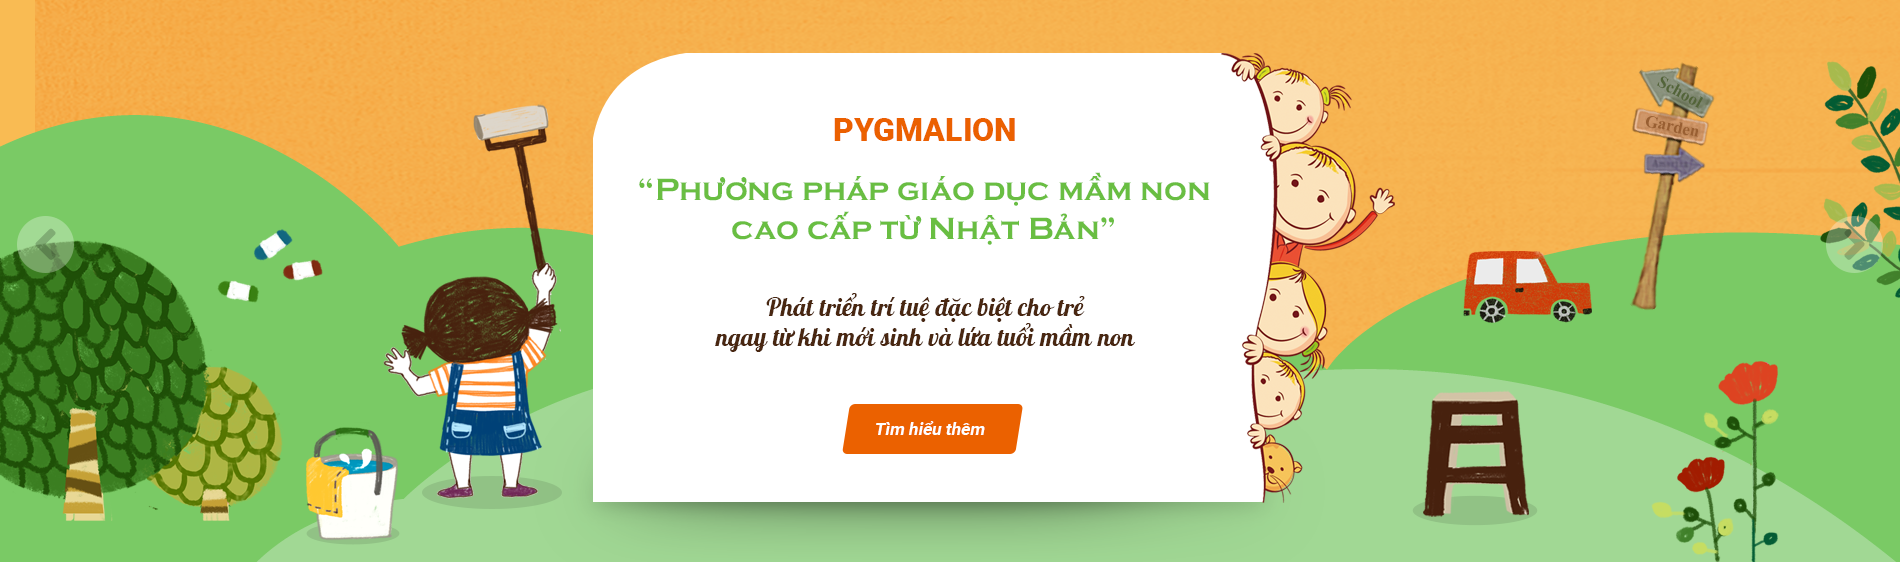 PYGMALION
“PHƯƠNG PHÁP GIÁO DỤC MẦM NON
CAO CẤP TỪ NHẬT BẢN”
Phát triển trí tuệ đặc biệt cho trẻ
ngay từ khi mới sinh và lứa tuổi mầm non
Tìm hiểu thêm
School
Garden